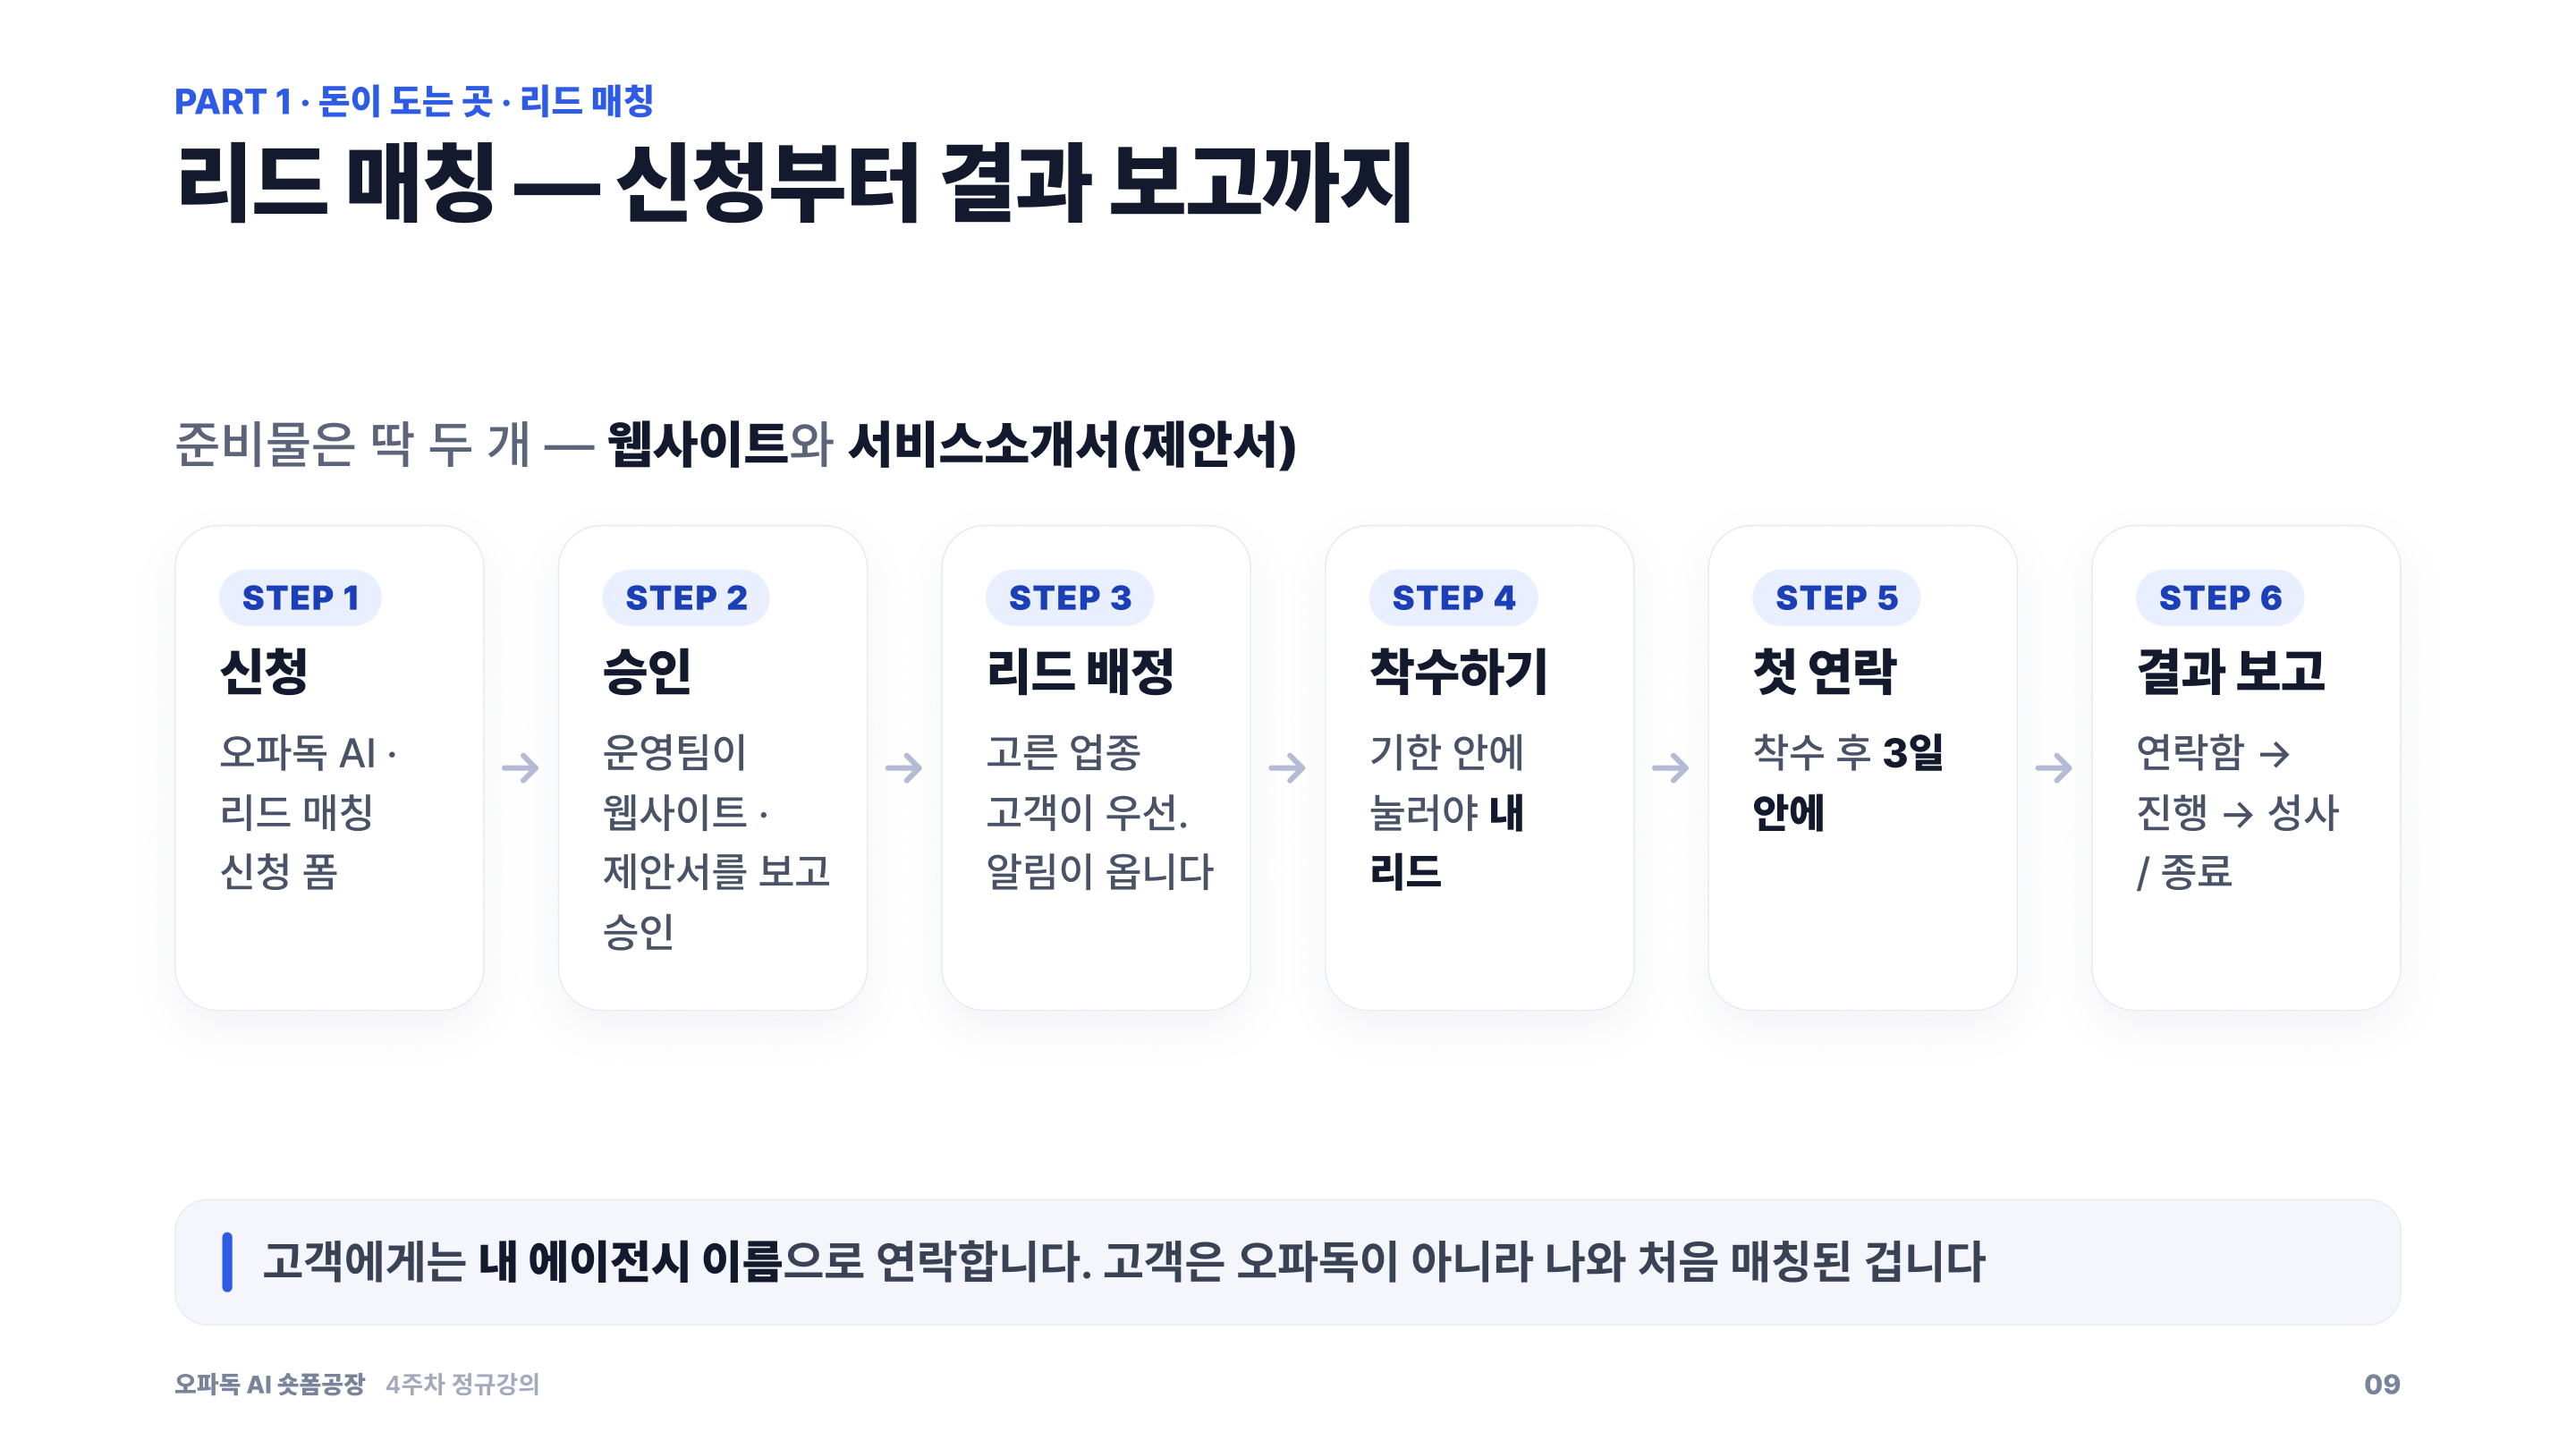 PART 1 · 돈이 도는 곳 · 리드 매칭
리드 매칭 — 신청부터 결과 보고까지
준비물은 딱 두 개 — 웹사이트와 서비스소개서(제안서)
STEP 1
신청
오파독 AI ·
리드 매칭
신청 폼
→
STEP 2
승인
운영팀이
웹사이트 ·
제안서를 보고
승인
→
STEP 3
리드 배정
고른 업종
고객이 우선.
알림이 옵니다
→
STEP 4
착수하기
기한 안에
눌러야 내
리드
→
STEP 5
첫 연락
착수 후 3일
안에
→
STEP 6
결과 보고
연락함 →
진행 → 성사
/ 종료
고객에게는 내 에이전시 이름으로 연락합니다. 고객은 오파독이 아니라 나와 처음 매칭된 겁니다
오파독 AI 숏폼공장 4주차 정규강의
09